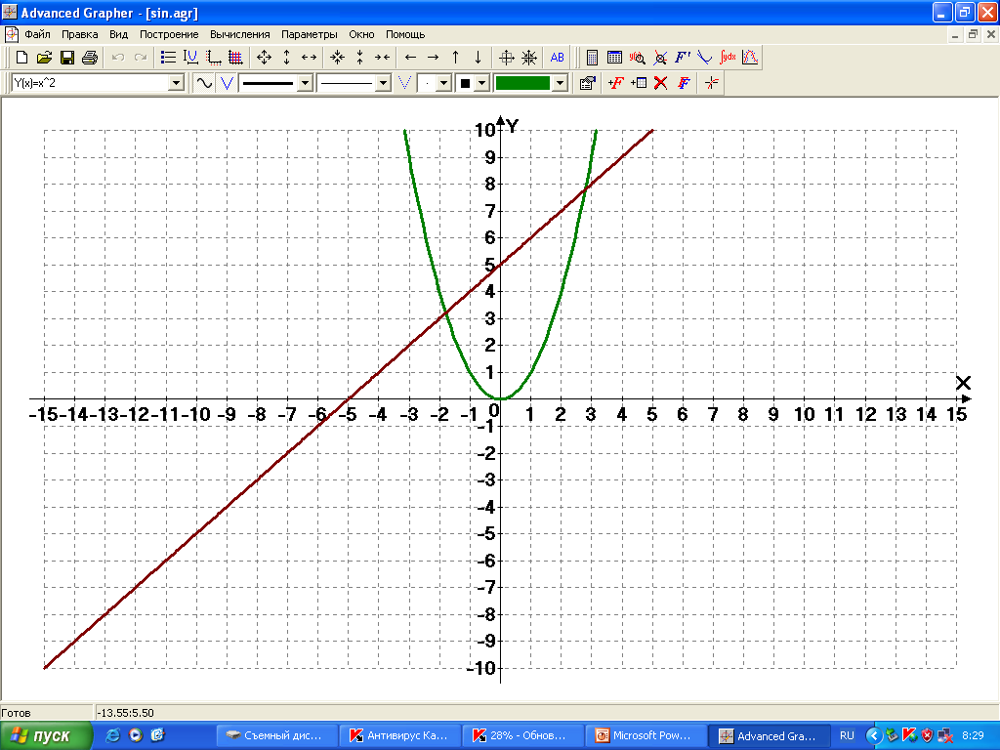 Advanced Grapher - [sin.agr]
Файл Правка Вид Построение Вычисления Параметры Окно Помощь
AB F' ∫ydx
Y(x)=x^2 F F
10 Y
9
8
7
6
5
4
3
2
1
X
-15 -14 -13 -12 -11 -10 -9 -8 -7 -6 -5 -4 -3 -2 -1 0 1 2 3 4 5 6 7 8 9 10 11 12 13 14 15
-1
-2
-3
-4
-5
-6
-7
-8
-9
-10
Готов -13.55:5.50
пуск Съемный дис... Антивирус Ка... 28% - Обнов... Microsoft Pow... Advanced Gra... RU 8:29